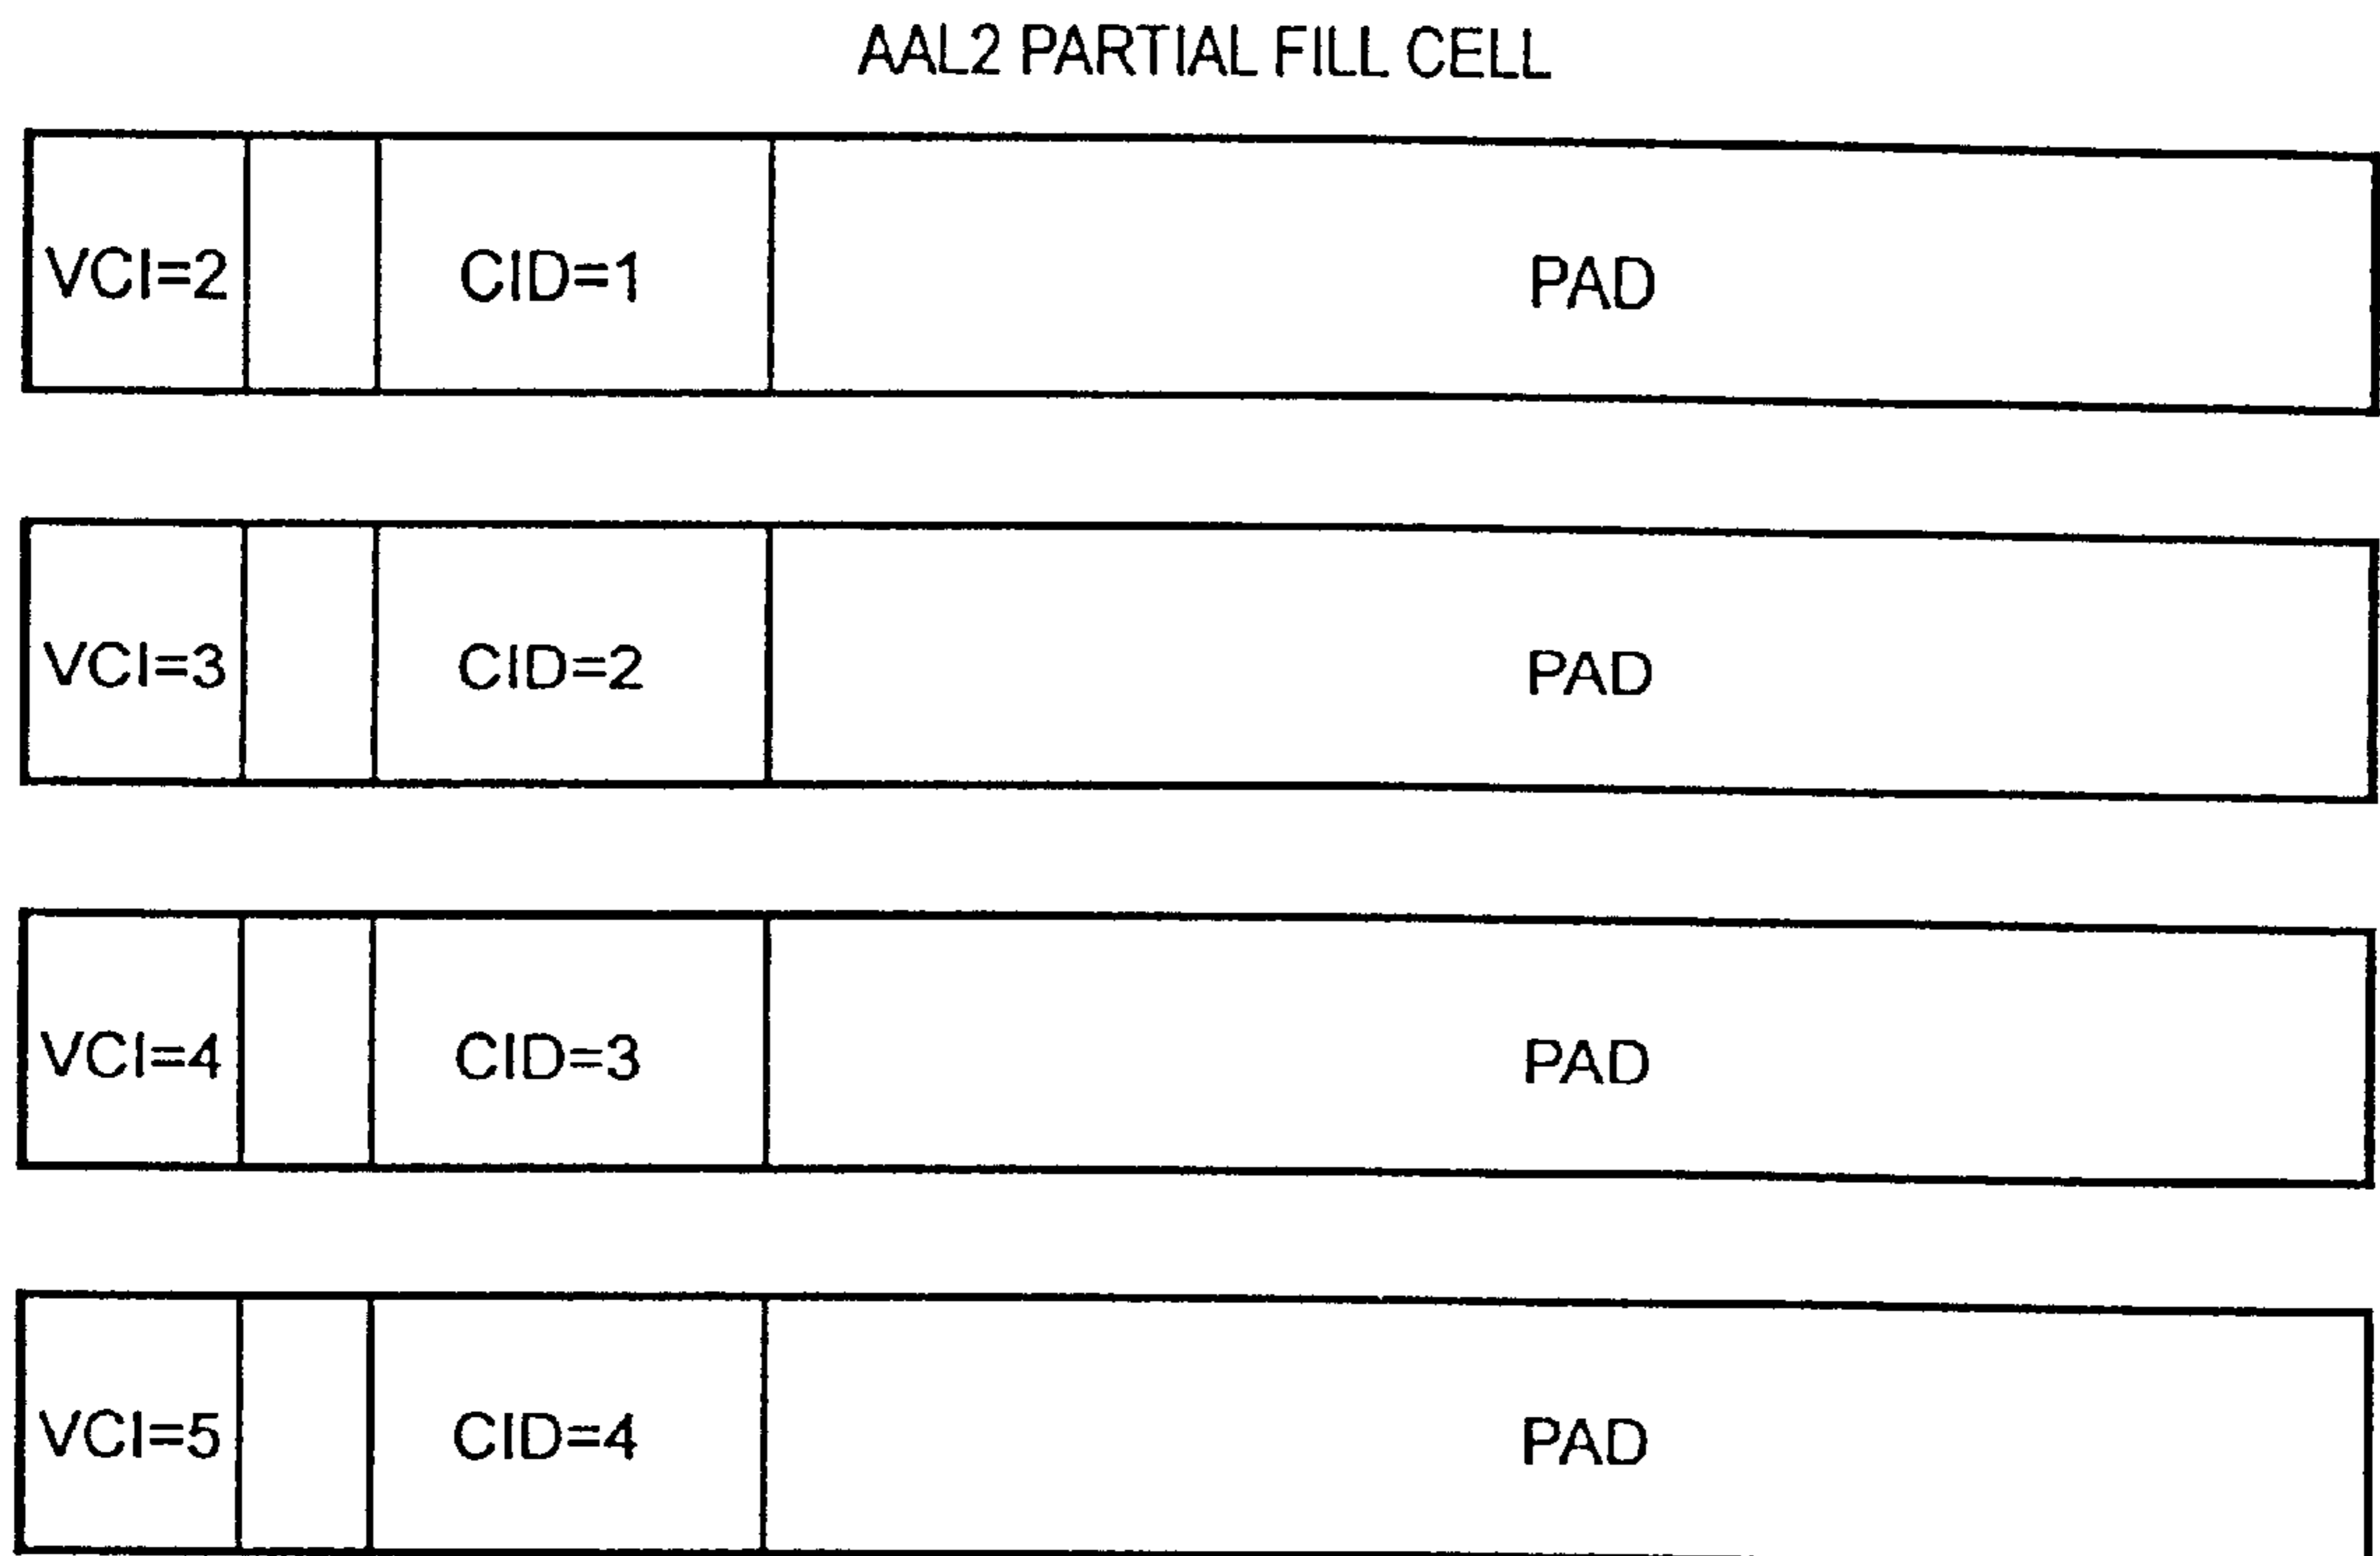 AAL2 PARTIAL FILL CELL
VCI=2 CID=1 PAD
VCI=3 CID=2 PAD
VCI=4 CID=3 PAD
VCI=5 CID=4 PAD